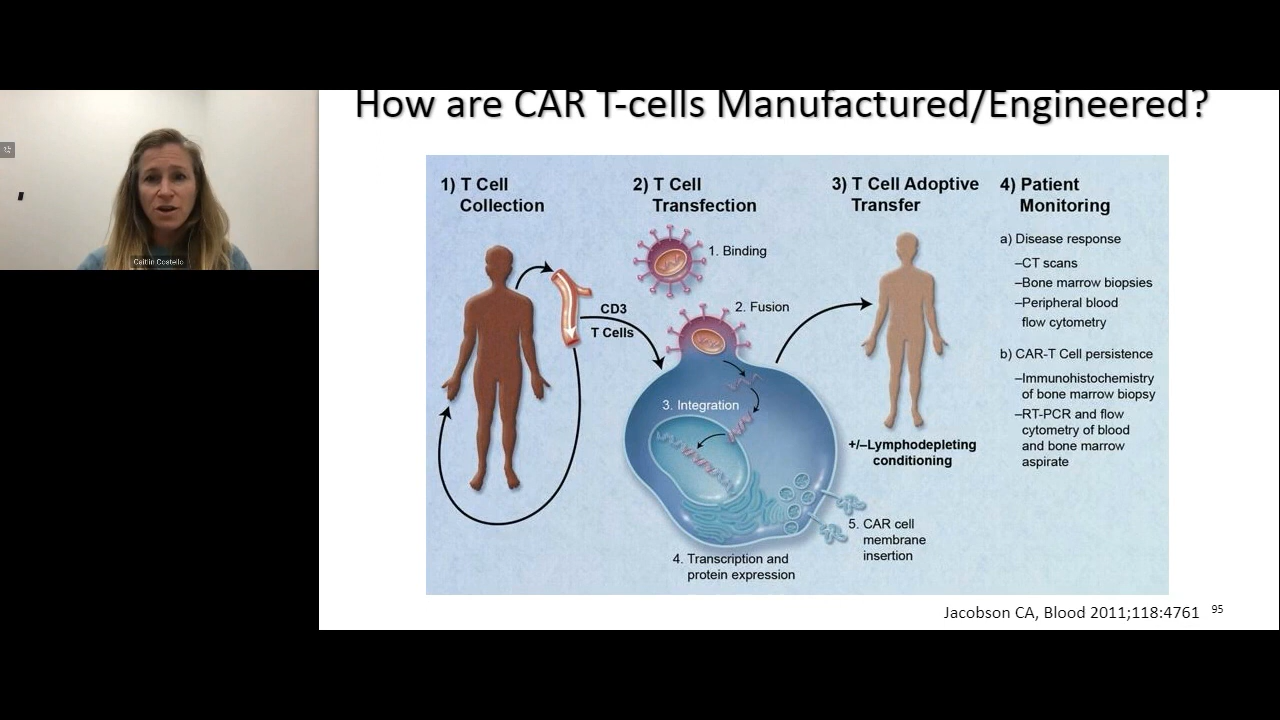 How are CAR T-cells Manufactured/Engineered?
Caitlin Costello
1) T Cell
Collection
2) T Cell
Transfection
3) T Cell Adoptive
Transfer
4) Patient
Monitoring
1. Binding
2. Fusion
CD3
T Cells
3. Integration
4. Transcription and
protein expression
5. CAR cell
membrane
insertion
+/–Lymphodepleting
conditioning
a) Disease response
–CT scans
–Bone marrow biopsies
–Peripheral blood
flow cytometry
b) CAR-T Cell persistence
–Immunohistochemistry
of bone marrow biopsy
–RT-PCR and flow
cytometry of blood
and bone marrow
aspirate
Jacobson CA, Blood 2011;118:4761
95